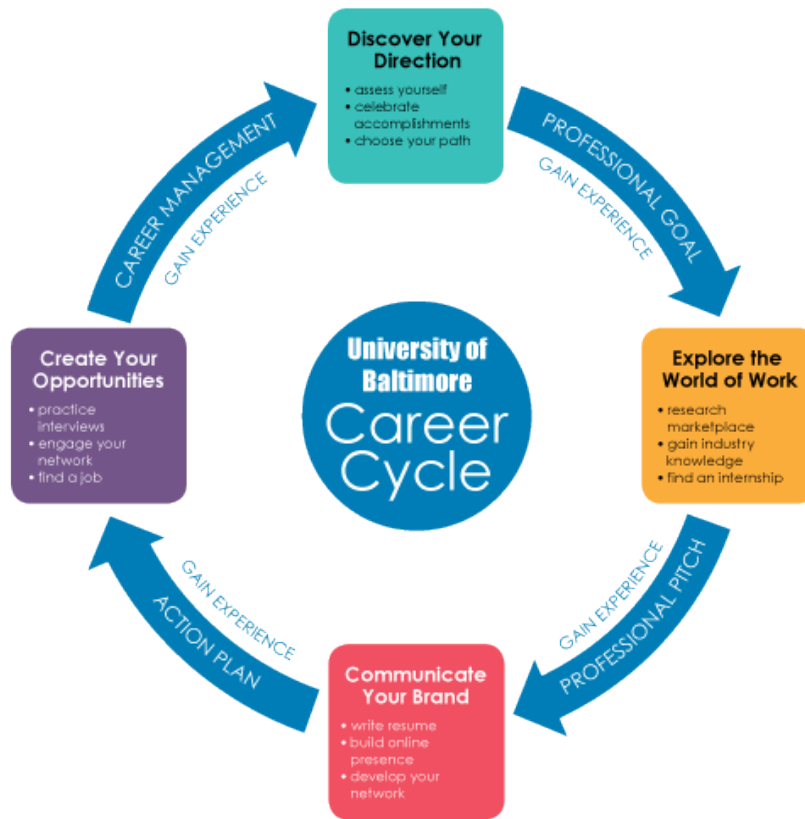 Discover Your
Direction
• assess yourself
• celebrate
accomplishments
• choose your path
PROFESSIONAL GOAL
GAIN EXPERIENCE
Explore the
World of Work
• research
marketplace
• gain industry
knowledge
• find an internship
PROFESSIONAL PITCH
GAIN EXPERIENCE
Communicate
Your Brand
• write resume
• build online
presence
• develop your
network
ACTION PLAN
GAIN EXPERIENCE
Create Your
Opportunities
• practice
interviews
• engage your
network
• find a job
CAREER MANAGEMENT
GAIN EXPERIENCE
University of
Baltimore
Career
Cycle